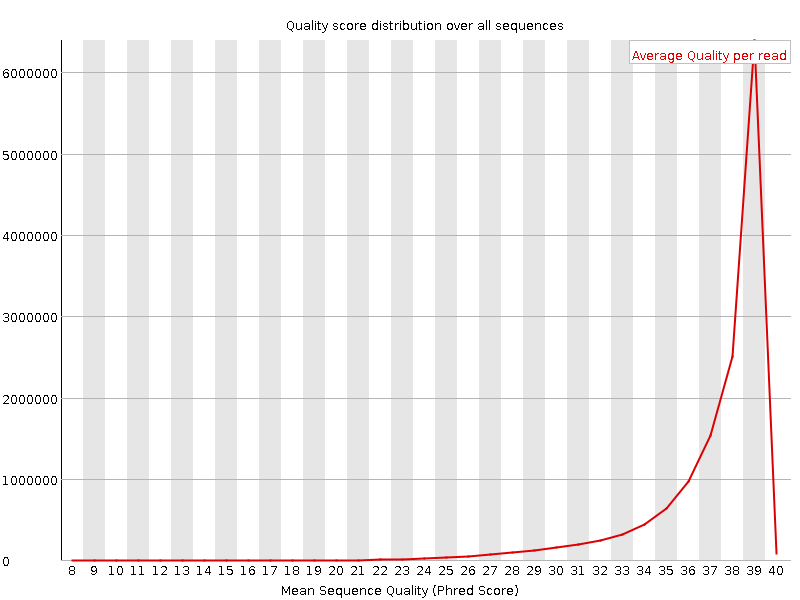 Quality score distribution over all sequences
Average Quality per read
6000000
5000000
4000000
3000000
2000000
1000000
0
8 9 10 11 12 13 14 15 16 17 18 19 20 21 22 23 24 25 26 27 28 29 30 31 32 33 34 35 36 37 38 39 40
Mean Sequence Quality (Phred Score)